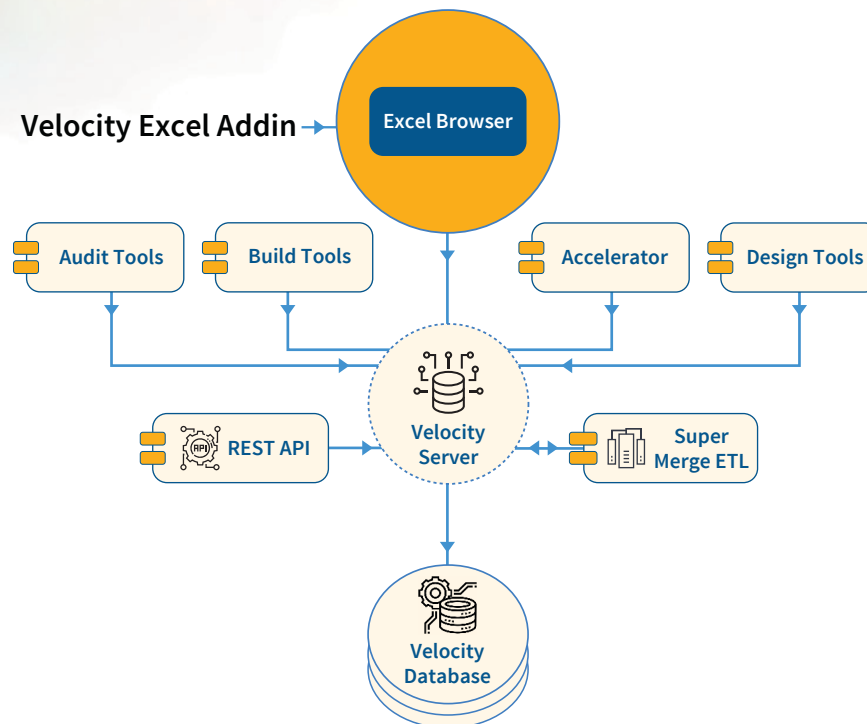 Velocity Excel Addin
Excel Browser
Audit Tools
Build Tools
Accelerator
Design Tools
API
REST API
Velocity
Server
Super
Merge ETL
Velocity
Database